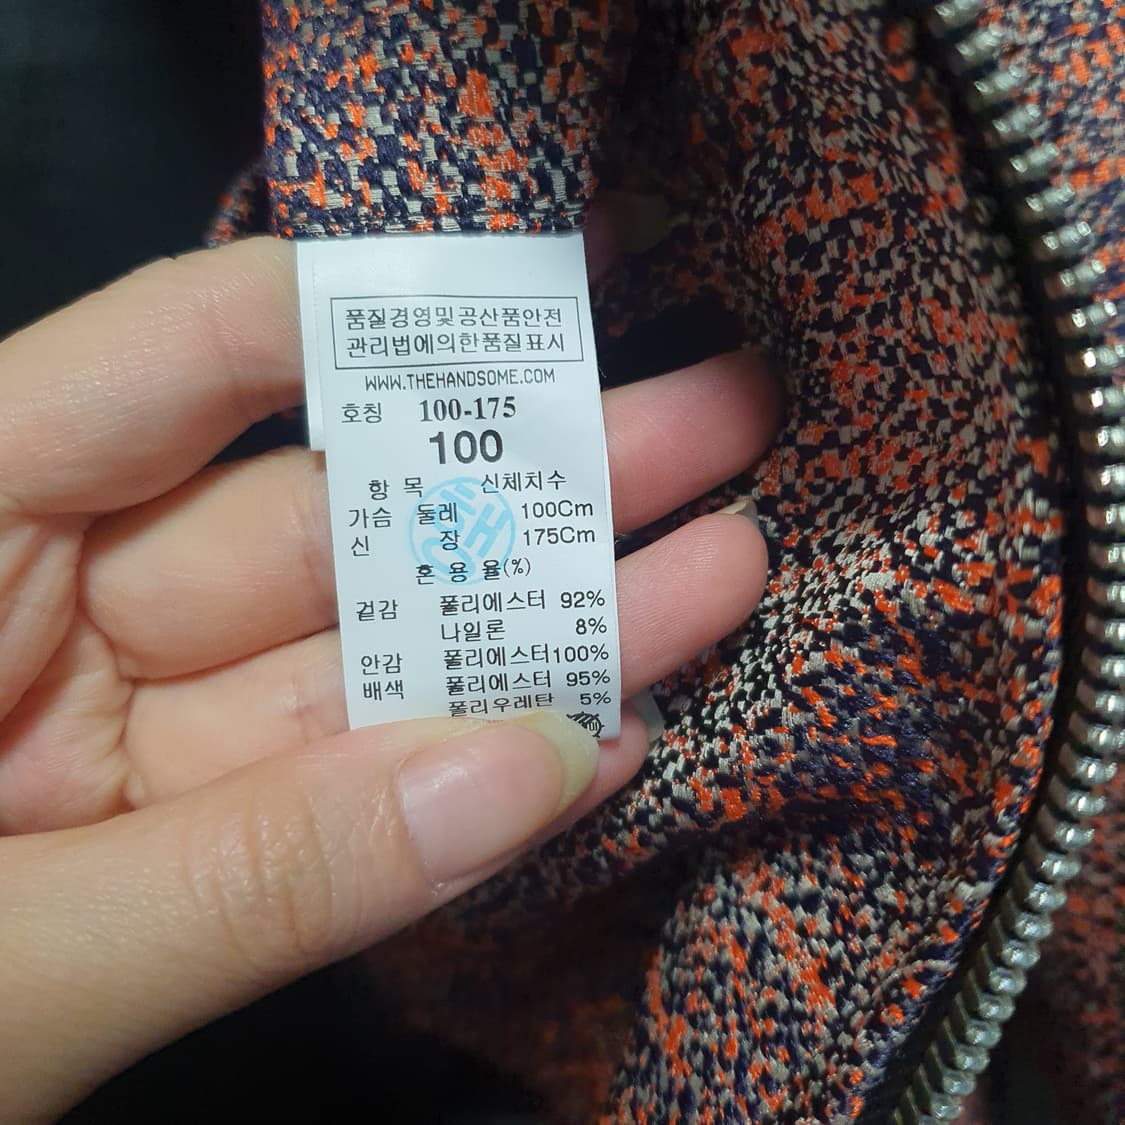 품질경영및공산품안전
관리법에의한품질표시
WWW.THEHANDSOME.COM
호칭 100-175
100
항 목 신체치수
가슴 둘레 100Cm
신 장 175Cm
혼 용 율(%)
겉감 폴리에스터 92%
나일론 8%
안감 폴리에스터100%
배색 폴리에스터 95%
폴리우레탄 5%